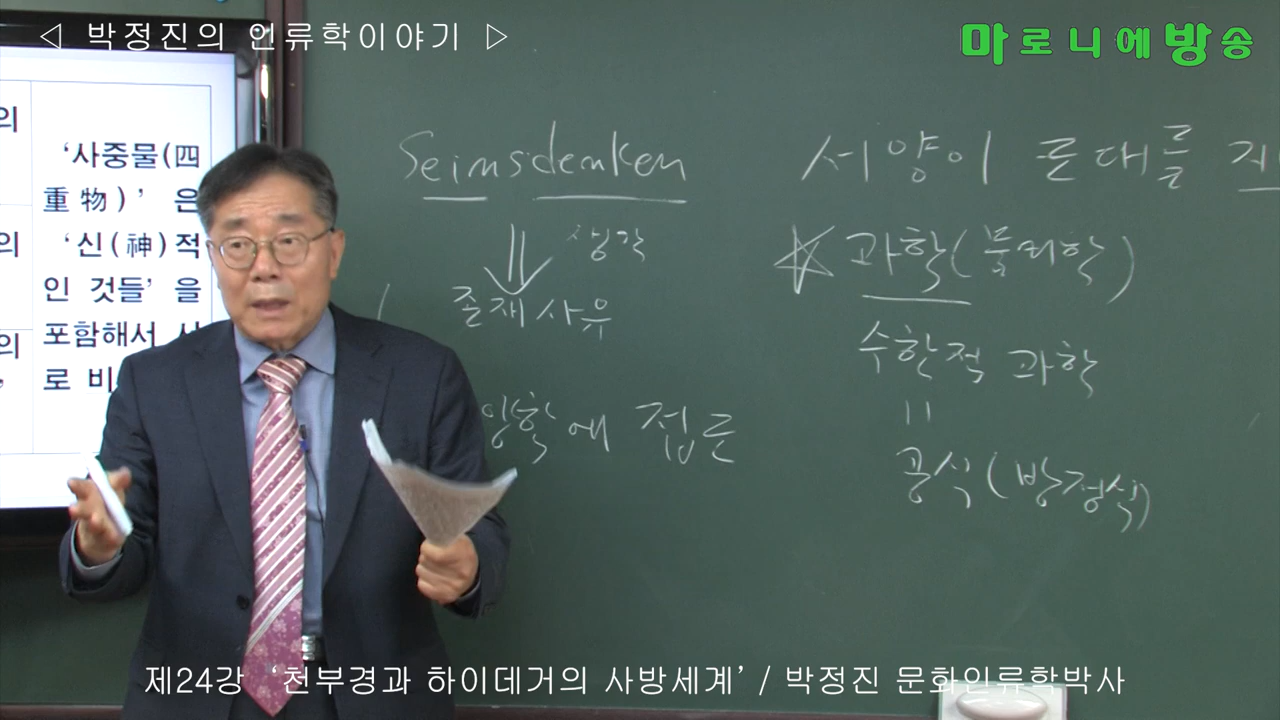 ◁ 박정진의 인류학이야기 ▷
마로니에방송
의
'사중물(四
重物)' 은
의
'신(神)적
인 것들' 을
의
포함해서 사
로 비
Seinsdenken
생각
존재사유
양학에 접근
서양이 근대를 지
과학(물리학)
수학적 과학
공식(방정식)
제24강 '천부경과 하이데거의 사방세계' / 박정진 문화인류학박사